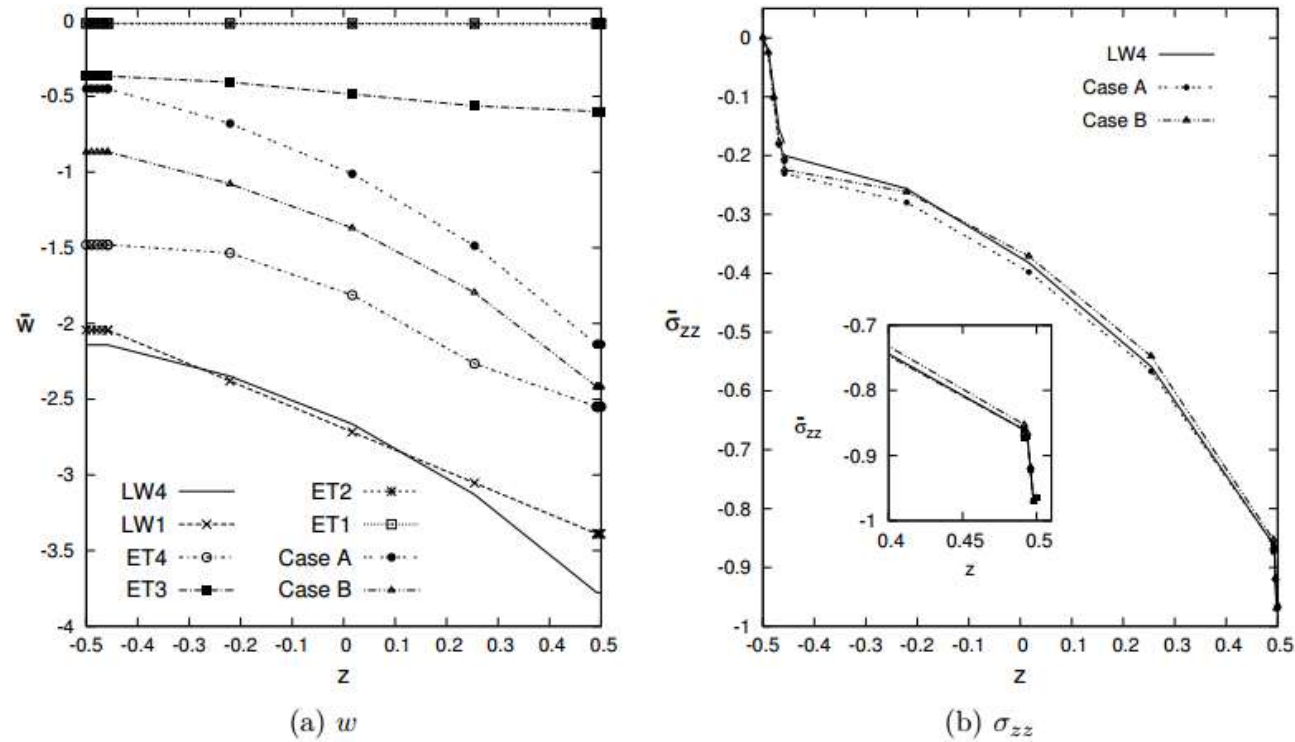 0
-0.5
-1
-1.5
w̄
-2
-2.5
-3
-3.5
-4
LW4
LW1
ET4
ET3
ET2
ET1
Case A
Case B
-0.5 -0.4 -0.3 -0.2 -0.1 0 0.1 0.2 0.3 0.4 0.5
z
(a) w
0
-0.1
-0.2
-0.3
-0.4
-0.5
σ̄zz
-0.6
-0.7
-0.8
-0.9
-1
LW4
Case A
Case B
-0.7
-0.8
σ̄zz
-0.9
-1
0.4 0.45 0.5
z
-0.5 -0.4 -0.3 -0.2 -0.1 0 0.1 0.2 0.3 0.4 0.5
z
(b) σzz